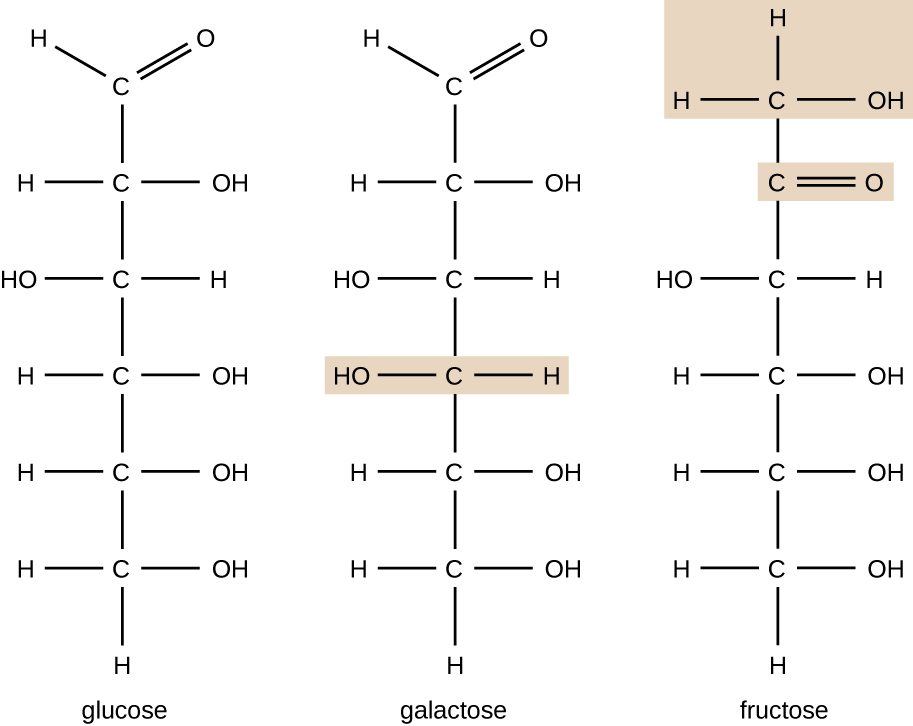 H O H O H
C C H C OH
H C OH H C OH C O
HO C H HO C H HO C H
H C OH HO C H H C OH
H C OH H C OH H C OH
H C OH H C OH H C OH
H H H
glucose galactose fructose